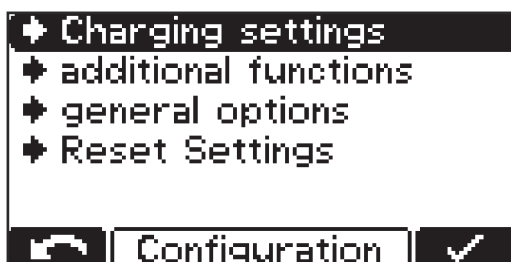 Charging settings
additional functions
general options
Reset Settings
Configuration